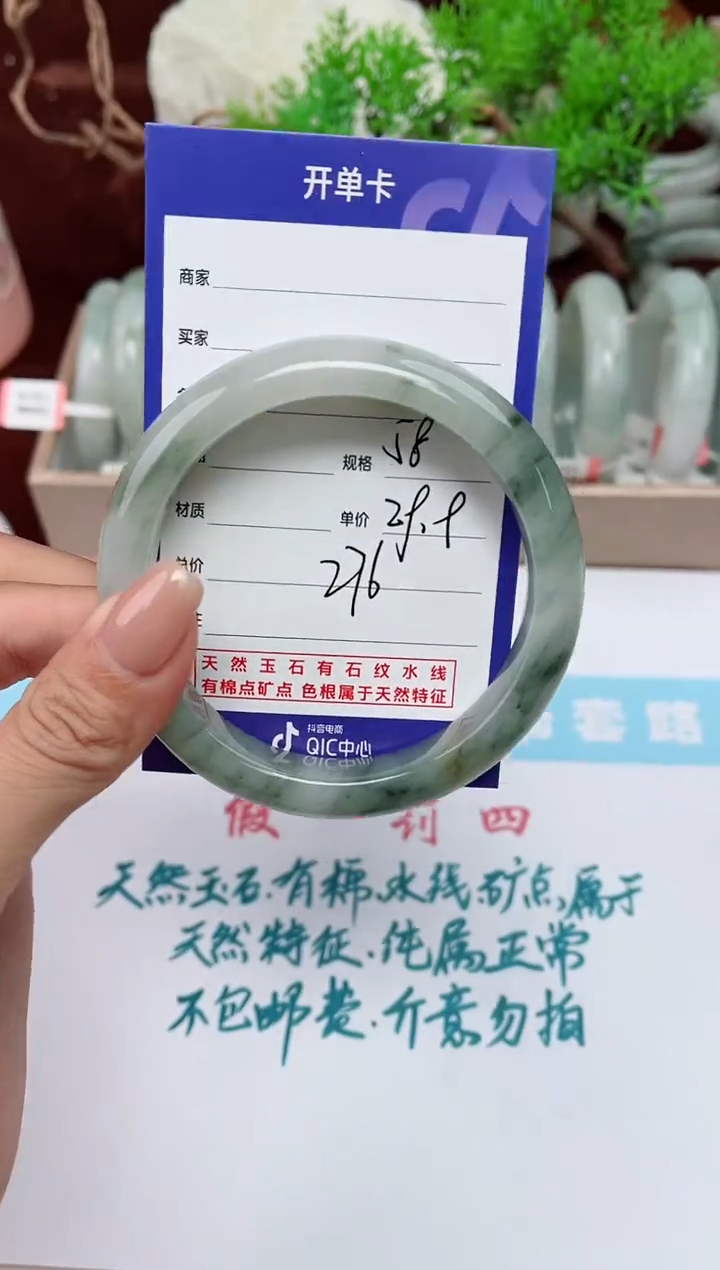 开单卡
商家
买家
规格 58
材质
单价
总价
276
天然玉石有石纹水线
有棉点矿点 色根属于天然特征
抖音电商
QIC中心
套路
假一罚四
天然玉石.有棉.水线.矿点,属于
天然特征.纯属正常
不包邮费.介意勿拍